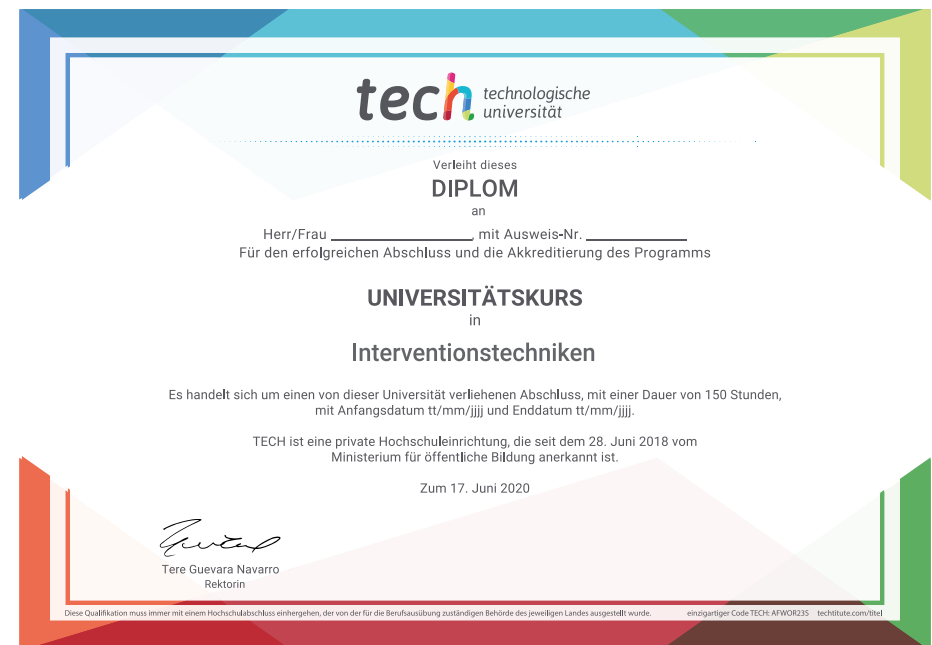 tech technologische
universität
Verleiht dieses
DIPLOM
an
Herr/Frau ____________________, mit Ausweis-Nr. ______________
Für den erfolgreichen Abschluss und die Akkreditierung des Programms
UNIVERSITÄTSKURS
in
Interventionstechniken
Es handelt sich um einen von dieser Universität verliehenen Abschluss, mit einer Dauer von 150 Stunden,
mit Anfangsdatum tt/mm/jjjj und Enddatum tt/mm/jjjj.
TECH ist eine private Hochschuleinrichtung, die seit dem 28. Juni 2018 vom
Ministerium für öffentliche Bildung anerkannt ist.
Zum 17. Juni 2020
Tere Guevara Navarro
Rektorin
Diese Qualifikation muss immer mit einem Hochschulabschluss einhergehen, der von der für die Berufsausübung zuständigen Behörde des jeweiligen Landes ausgestellt wurde. einzigartiger Code TECH: AFWOR23S techtitute.com/titel